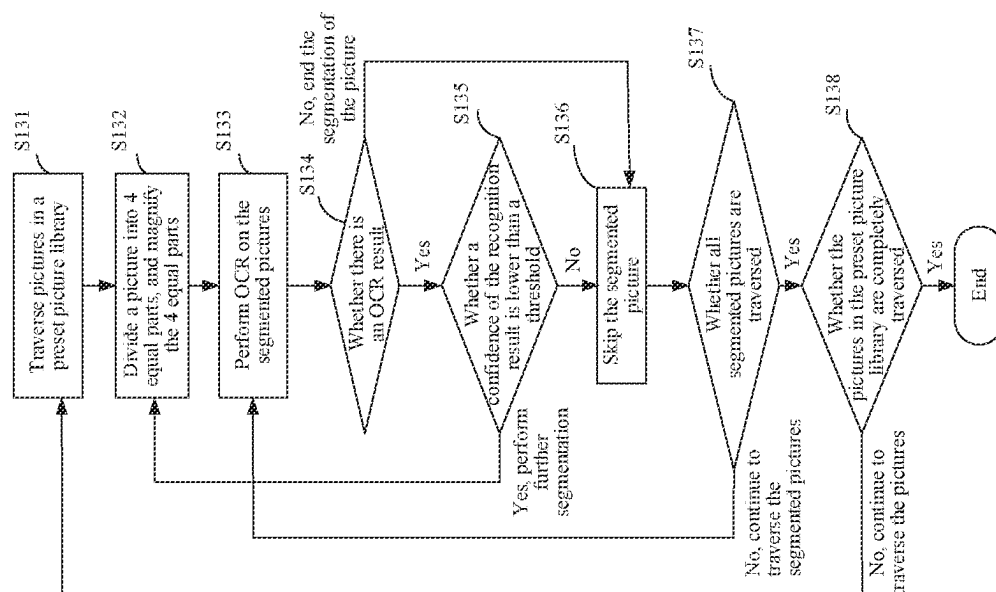 S131
Traverse pictures in a
preset picture library
S132
Divide a picture into 4
equal parts, and magnify
the 4 equal parts
S133
Perform OCR on the
segmented pictures
S134
Whether there is
an OCR result
No, end the
segmentation of
the picture
Yes
S135
Whether a
confidence of the recognition
result is lower than a
threshold
Yes, perform
further
segmentation
No
S136
Skip the segmented
picture
S137
Whether all
segmented pictures are
traversed
No, continue to
traverse the
segmented pictures
Yes
S138
Whether the
pictures in the preset picture
library are completely
traversed
No, continue to
traverse the pictures
Yes
End